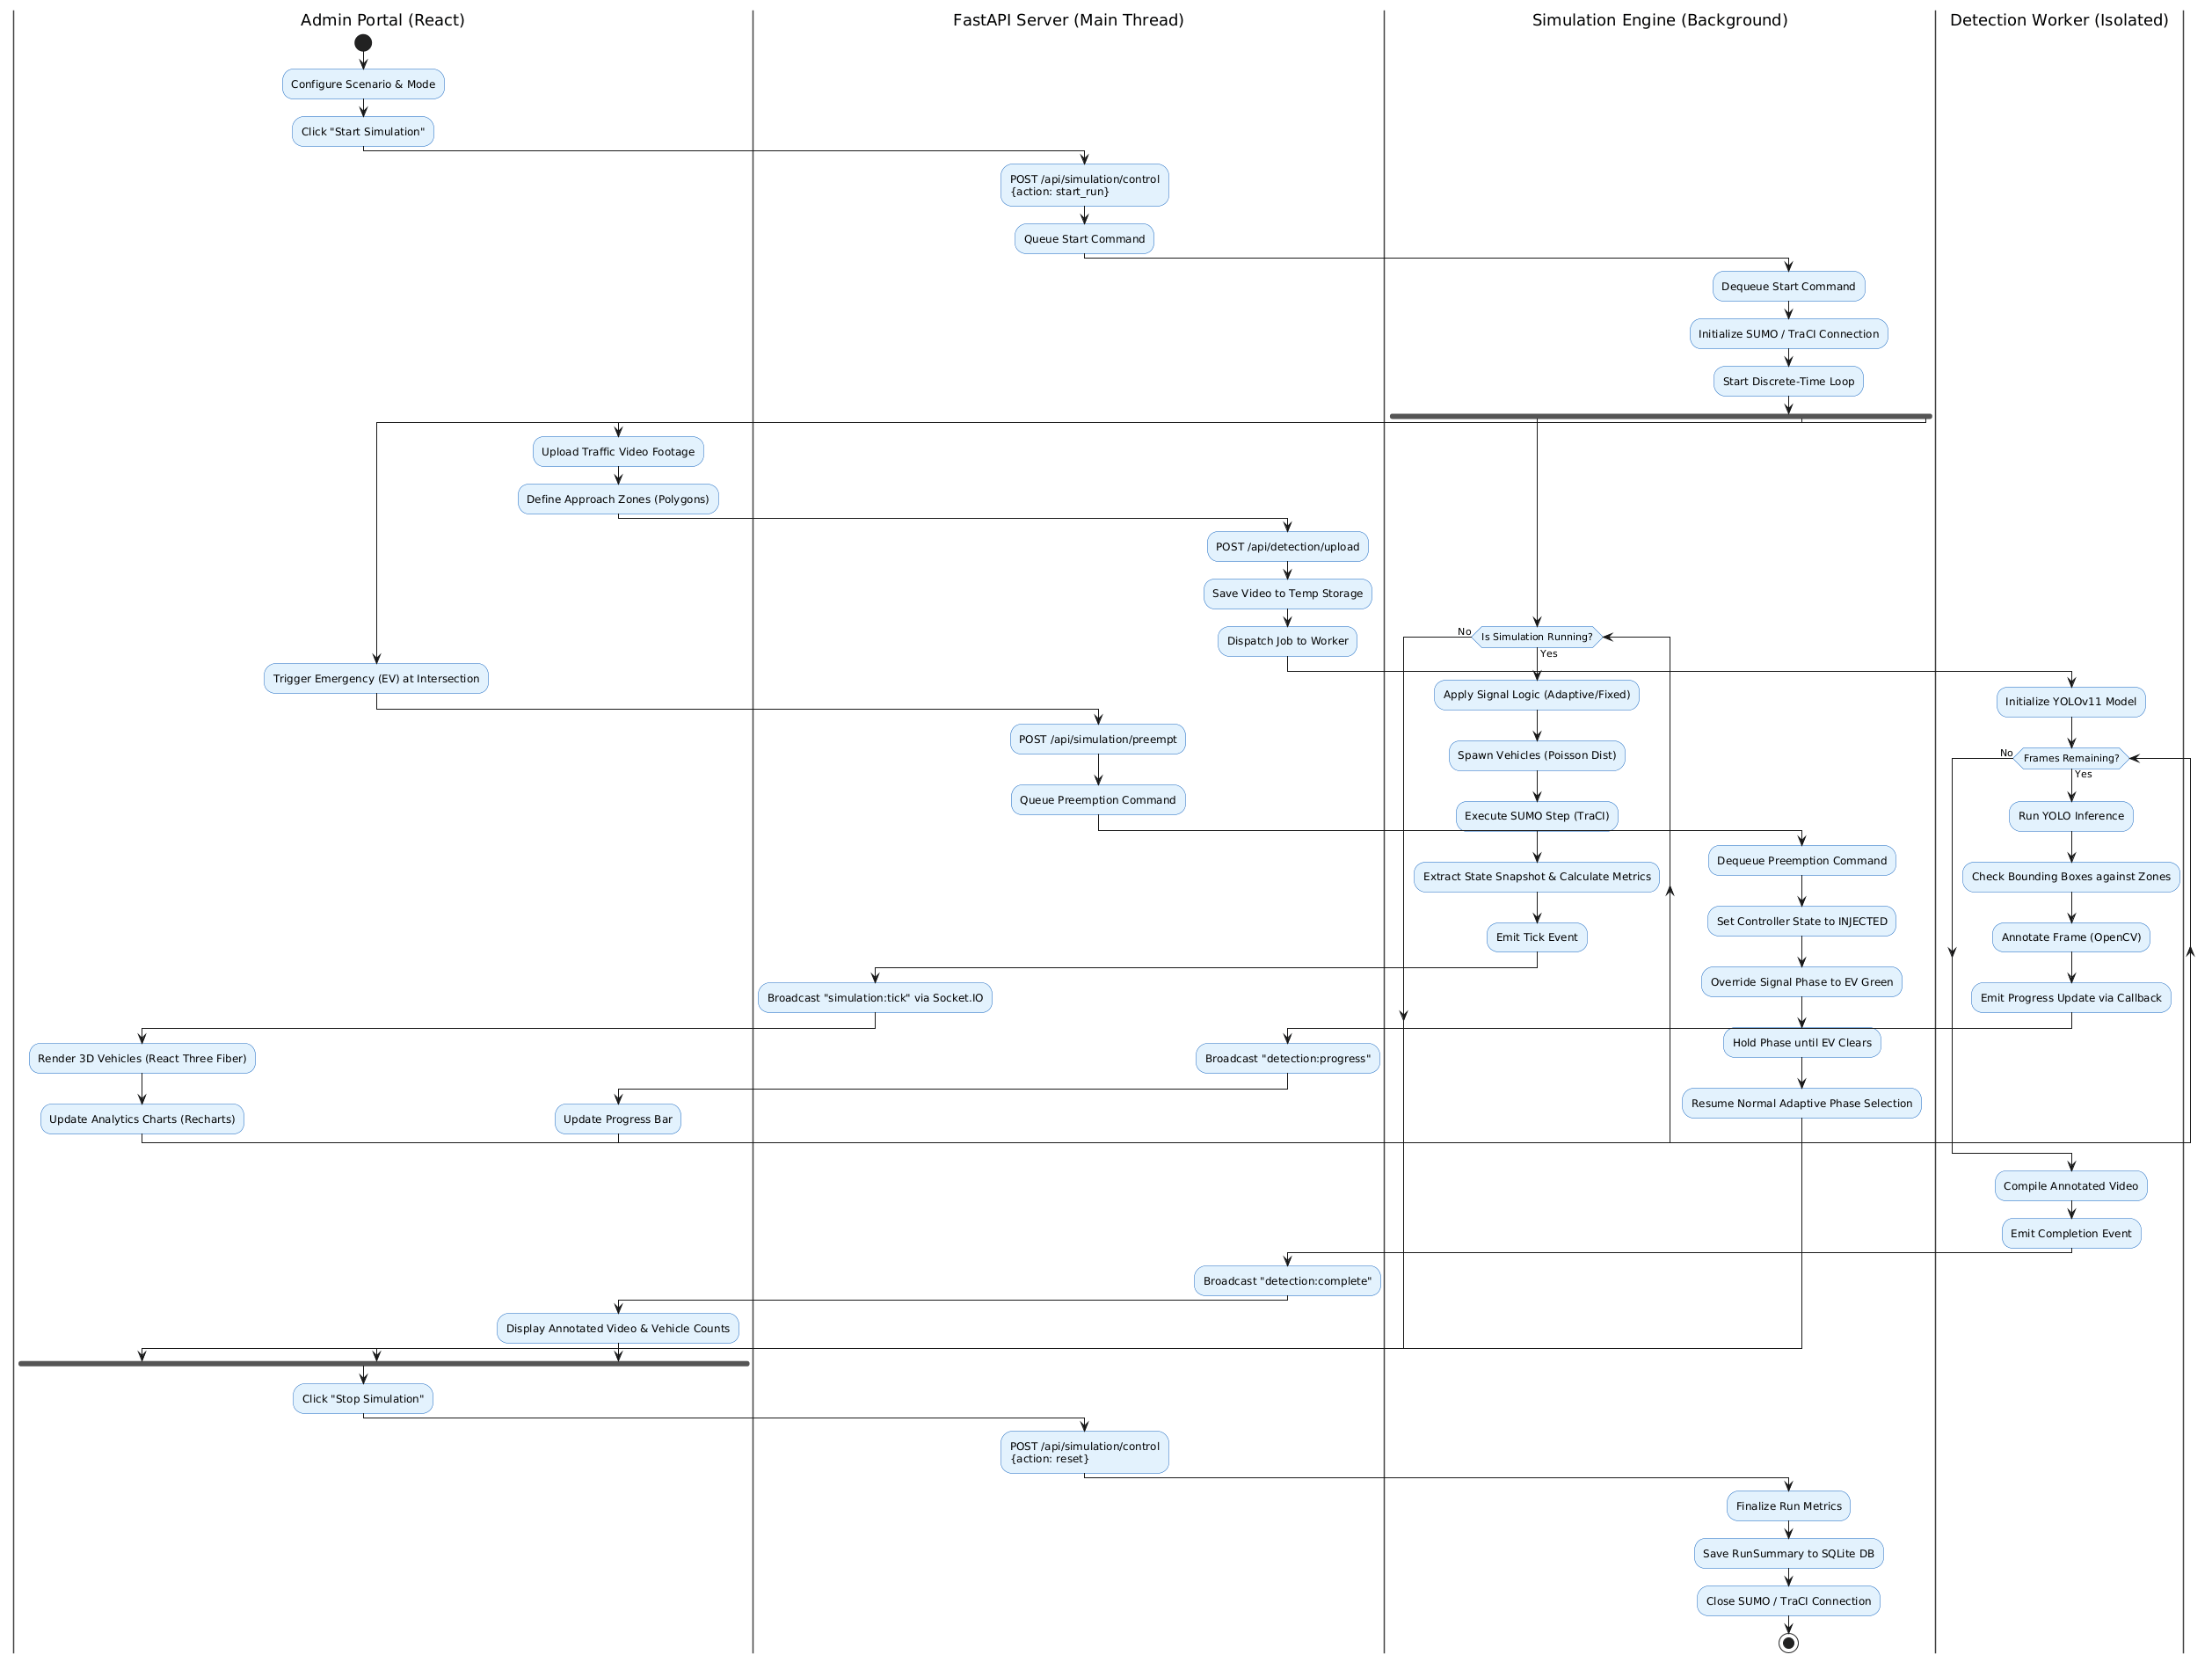 Admin Portal (React)
FastAPI Server (Main Thread)
Simulation Engine (Background)
Detection Worker (Isolated)
Configure Scenario & Mode
Click "Start Simulation"
POST /api/simulation/control
{action: start_run}
Queue Start Command
Dequeue Start Command
Initialize SUMO / TraCI Connection
Start Discrete-Time Loop
Upload Traffic Video Footage
Define Approach Zones (Polygons)
POST /api/detection/upload
Save Video to Temp Storage
Dispatch Job to Worker
No
Is Simulation Running?
Yes
Trigger Emergency (EV) at Intersection
Apply Signal Logic (Adaptive/Fixed)
Initialize YOLOv11 Model
POST /api/simulation/preempt
Spawn Vehicles (Poisson Dist)
No
Frames Remaining?
Yes
Queue Preemption Command
Execute SUMO Step (TraCI)
Run YOLO Inference
Dequeue Preemption Command
Extract State Snapshot & Calculate Metrics
Check Bounding Boxes against Zones
Set Controller State to INJECTED
Emit Tick Event
Annotate Frame (OpenCV)
Override Signal Phase to EV Green
Broadcast "simulation:tick" via Socket.IO
Emit Progress Update via Callback
Hold Phase until EV Clears
Render 3D Vehicles (React Three Fiber)
Broadcast "detection:progress"
Resume Normal Adaptive Phase Selection
Update Analytics Charts (Recharts)
Update Progress Bar
Compile Annotated Video
Emit Completion Event
Broadcast "detection:complete"
Display Annotated Video & Vehicle Counts
Click "Stop Simulation"
POST /api/simulation/control
{action: reset}
Finalize Run Metrics
Save RunSummary to SQLite DB
Close SUMO / TraCI Connection